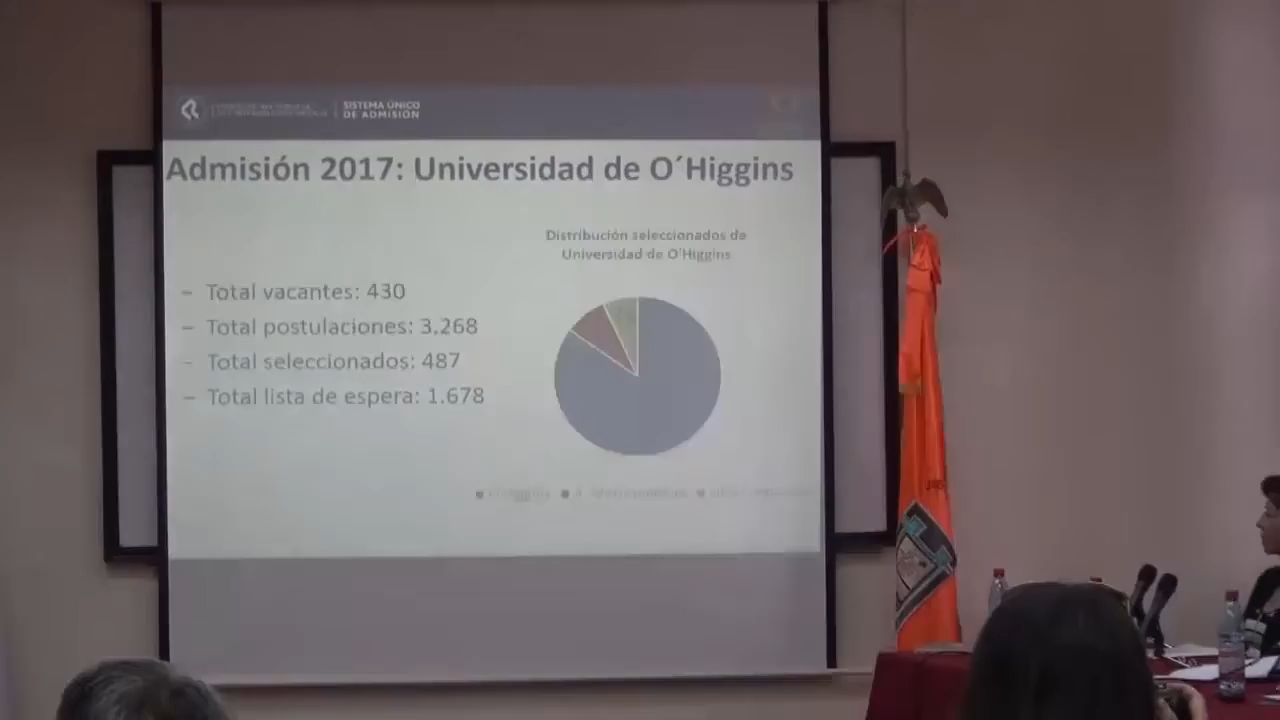 SISTEMA ÚNICO
DE ADMISIÓN
Admisión 2017: Universidad de O´Higgins
Distribución seleccionados de
Universidad de O'Higgins
– Total vacantes: 430
– Total postulaciones: 3.268
– Total seleccionados: 487
– Total lista de espera: 1.678